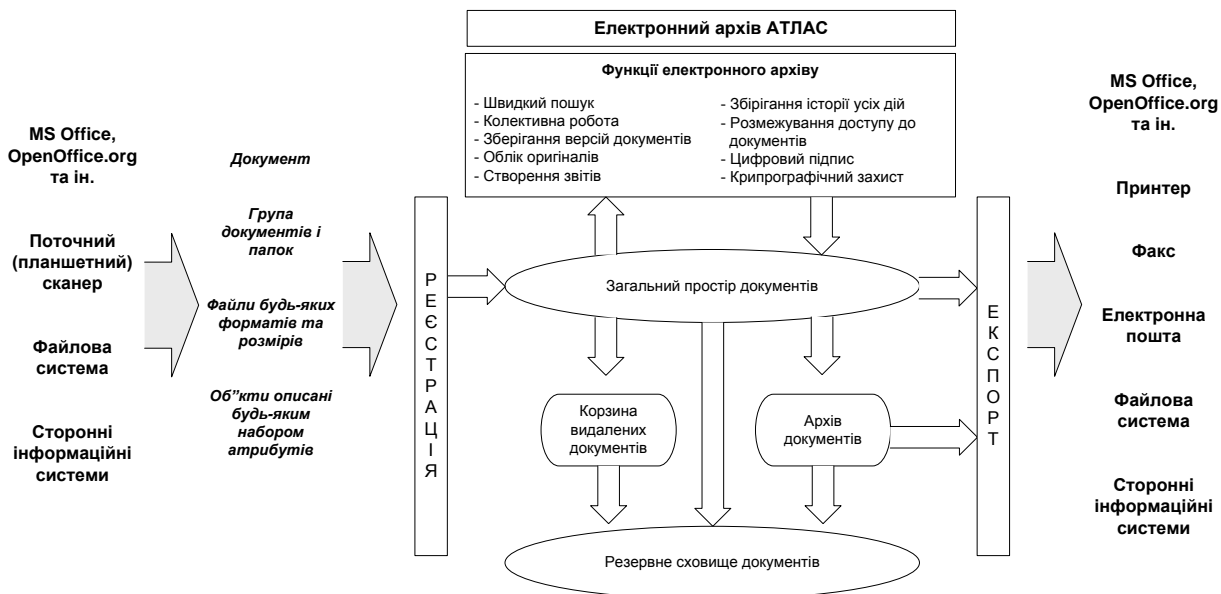 Електронний архів АТЛАС
Функції електронного архіву
- Швидкий пошук
- Колективна робота
- Зберігання версій документів
- Облік оригіналів
- Створення звітів
- Збірігання історії усіх дій
- Розмежування доступу до
документів
- Цифровий підпис
- Крипрографічний захист
MS Office,
OpenOffice.org
та ін.
Поточний
(планшетний)
сканер
Файлова
система
Сторонні
інформаційні
системи
Документ
Група
документів і
папок
Файли будь-яких
форматів та
розмірів
Об"кти описані
будь-яким
набором
атрибутів
РЕЄСТРАЦІЯ
Загальний простір документів
Корзина
видалених
документів
Архів
документів
Резервне сховище документів
ЕКСПОРТ
MS Office,
OpenOffice.org
та ін.
Принтер
Факс
Електронна
пошта
Файлова
система
Сторонні
інформаційні
системи